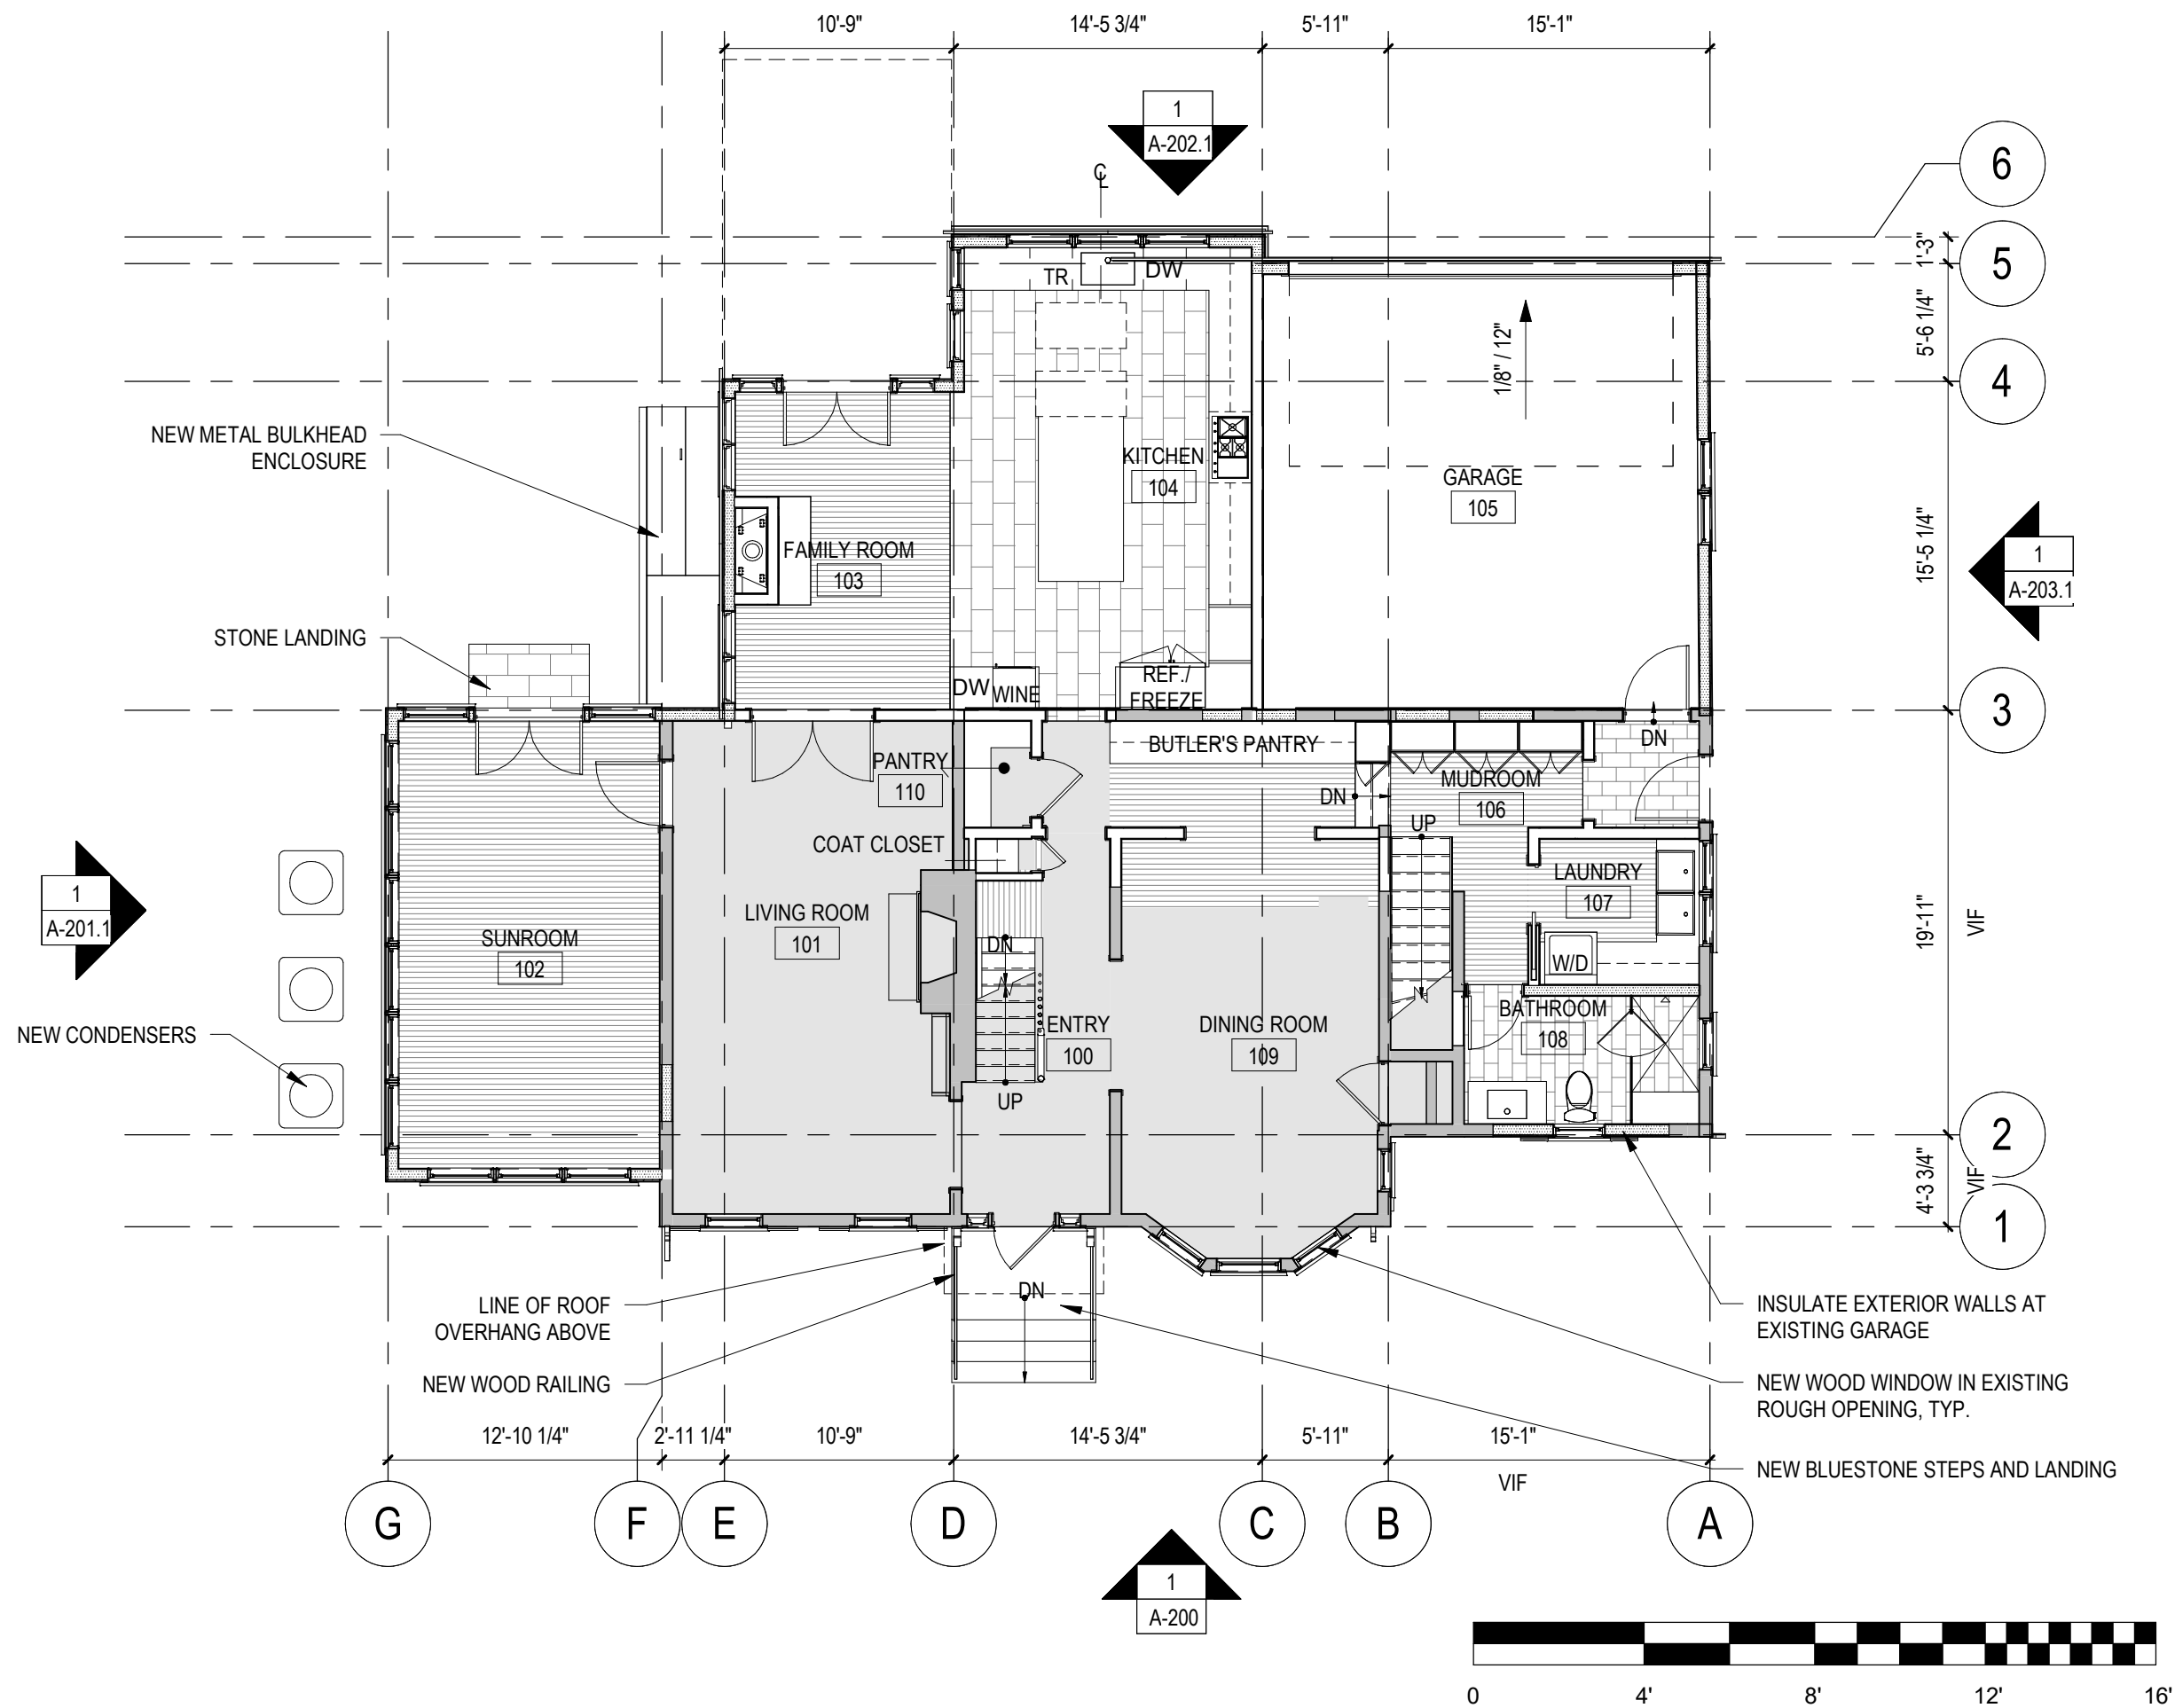 10'-9"
14'-5 3/4"
5'-11"
15'-1"
1
A-202.1
CL
6
5
4
3
2
1
1'-3"
5'-6 1/4"
15'-5 1/4"
19'-11"
VIF
4'-3 3/4"
VIF
TR
DW
1/8" / 12"
NEW METAL BULKHEAD
ENCLOSURE
KITCHEN
104
GARAGE
105
FAMILY ROOM
103
1
A-203.1
STONE LANDING
DW
WINE
REF./
FREEZE
BUTLER'S PANTRY
DN
PANTRY
110
MUDROOM
106
DN
UP
COAT CLOSET
LAUNDRY
107
1
A-201.1
LIVING ROOM
101
SUNROOM
102
DN
W/D
NEW CONDENSERS
ENTRY
100
DINING ROOM
109
BATHROOM
108
UP
DN
LINE OF ROOF
OVERHANG ABOVE
NEW WOOD RAILING
INSULATE EXTERIOR WALLS AT
EXISTING GARAGE
NEW WOOD WINDOW IN EXISTING
ROUGH OPENING, TYP.
NEW BLUESTONE STEPS AND LANDING
12'-10 1/4"
2'-11 1/4"
10'-9"
14'-5 3/4"
5'-11"
15'-1"
VIF
G
F
E
D
C
B
A
1
A-200
0
4'
8'
12'
16'